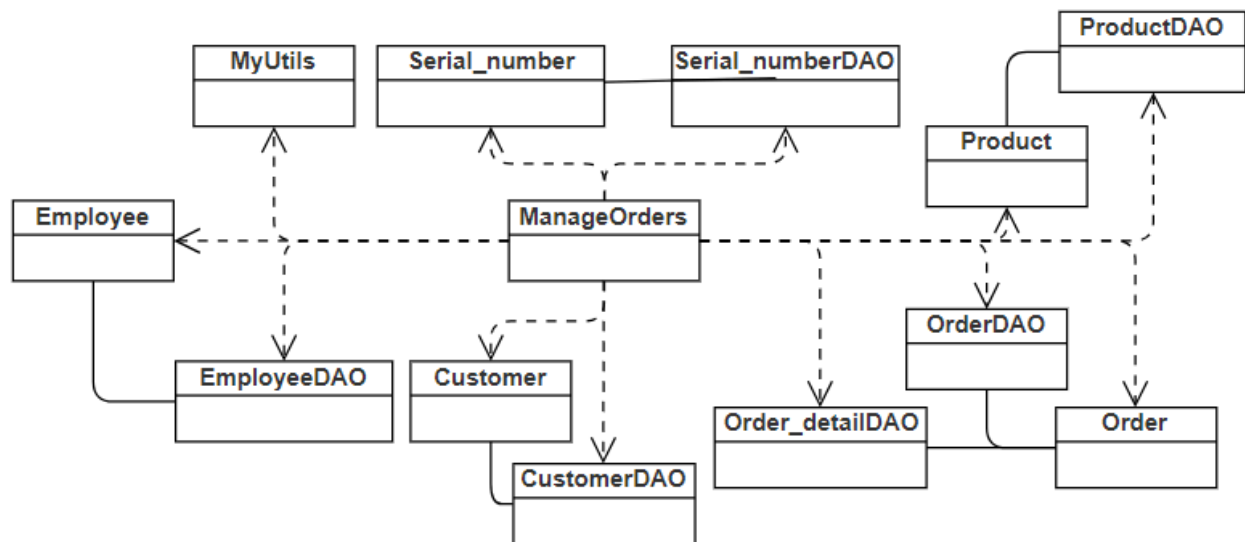 ProductDAO
MyUtils
Serial_number
Serial_numberDAO
Product
Employee
ManageOrders
OrderDAO
EmployeeDAO
Customer
Order_detailDAO
Order
CustomerDAO